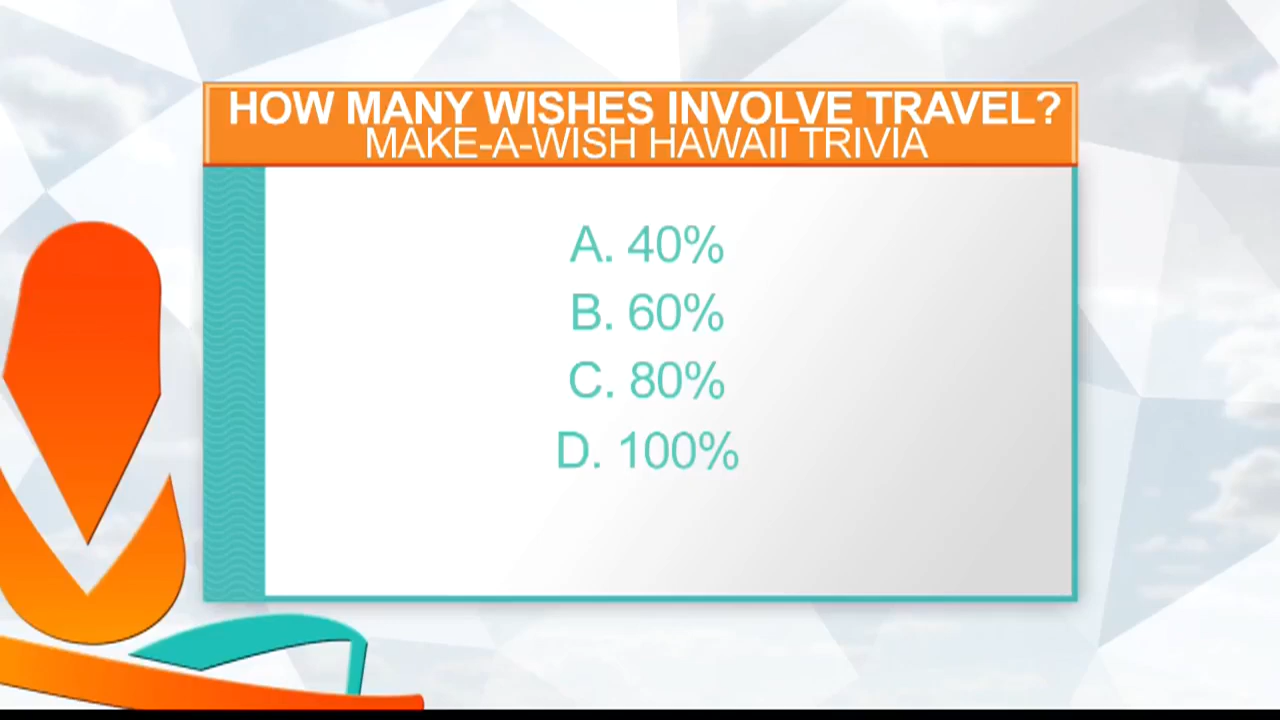 HOW MANY WISHES INVOLVE TRAVEL?
MAKE-A-WISH HAWAII TRIVIA
A. 40%
B. 60%
C. 80%
D. 100%